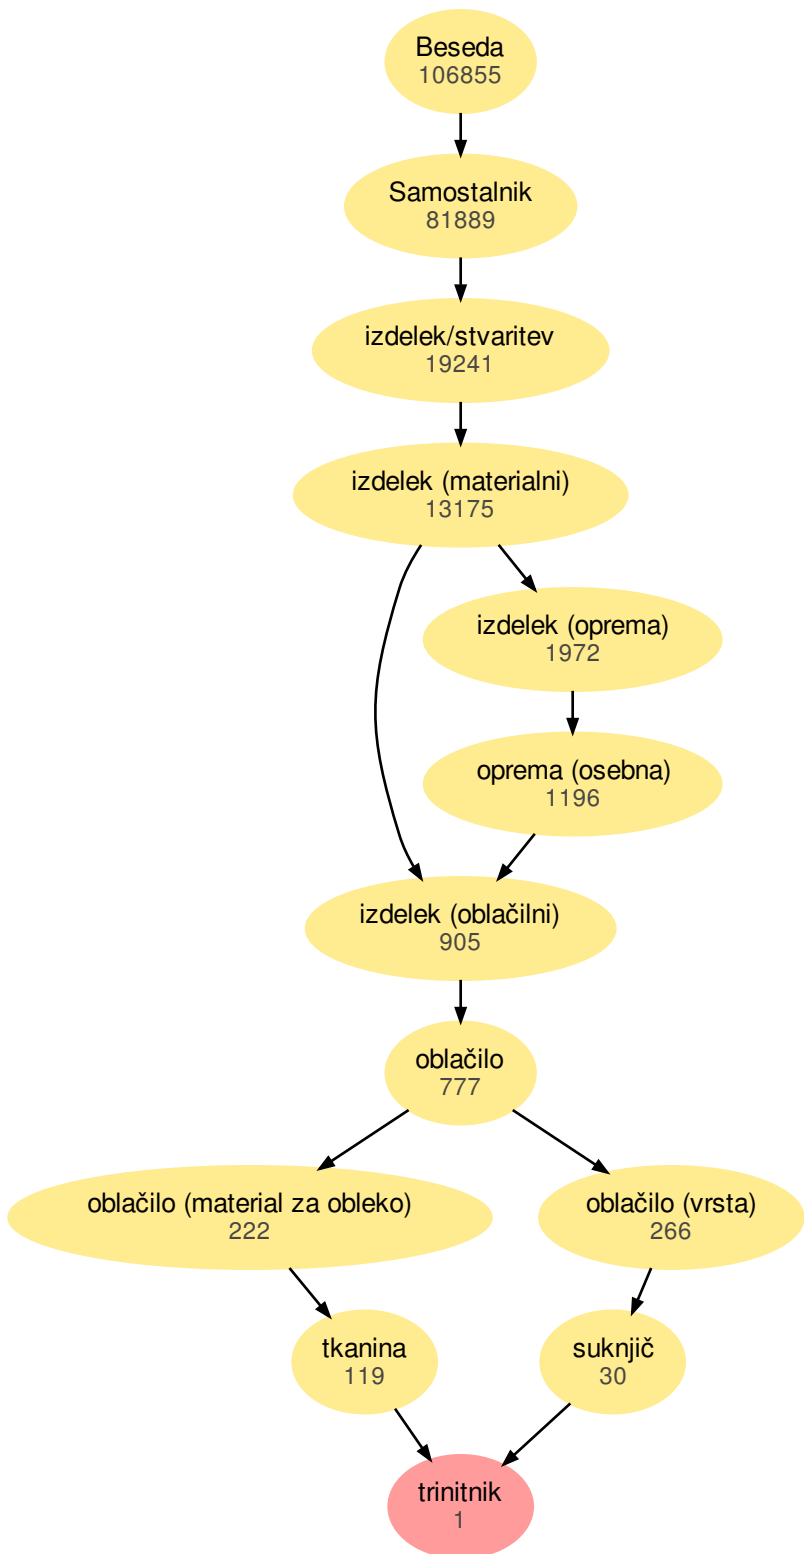 Beseda
106855
Samostalnik
81889
izdelek/stvaritev
19241
izdelek (materialni)
13175
izdelek (oprema)
1972
oprema (osebna)
1196
izdelek (oblačilni)
905
oblačilo
777
oblačilo (material za obleko)
222
oblačilo (vrsta)
266
tkanina
119
suknjič
30
trinitnik
1